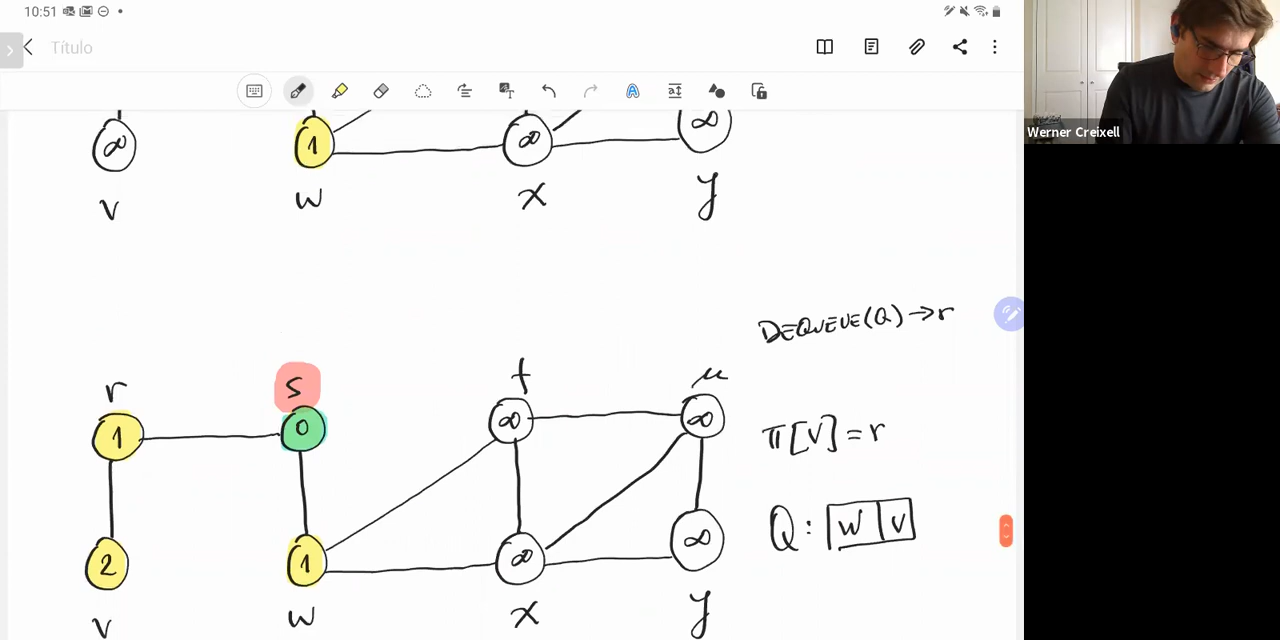 10:51
Título
Werner Creixell
∞ 1 ∞ ∞
v w x y
DEQUEUE(Q) → r
r s t u
1 0 ∞ ∞
π[v] = r
Q: w v
2 1 ∞ ∞
v w x y